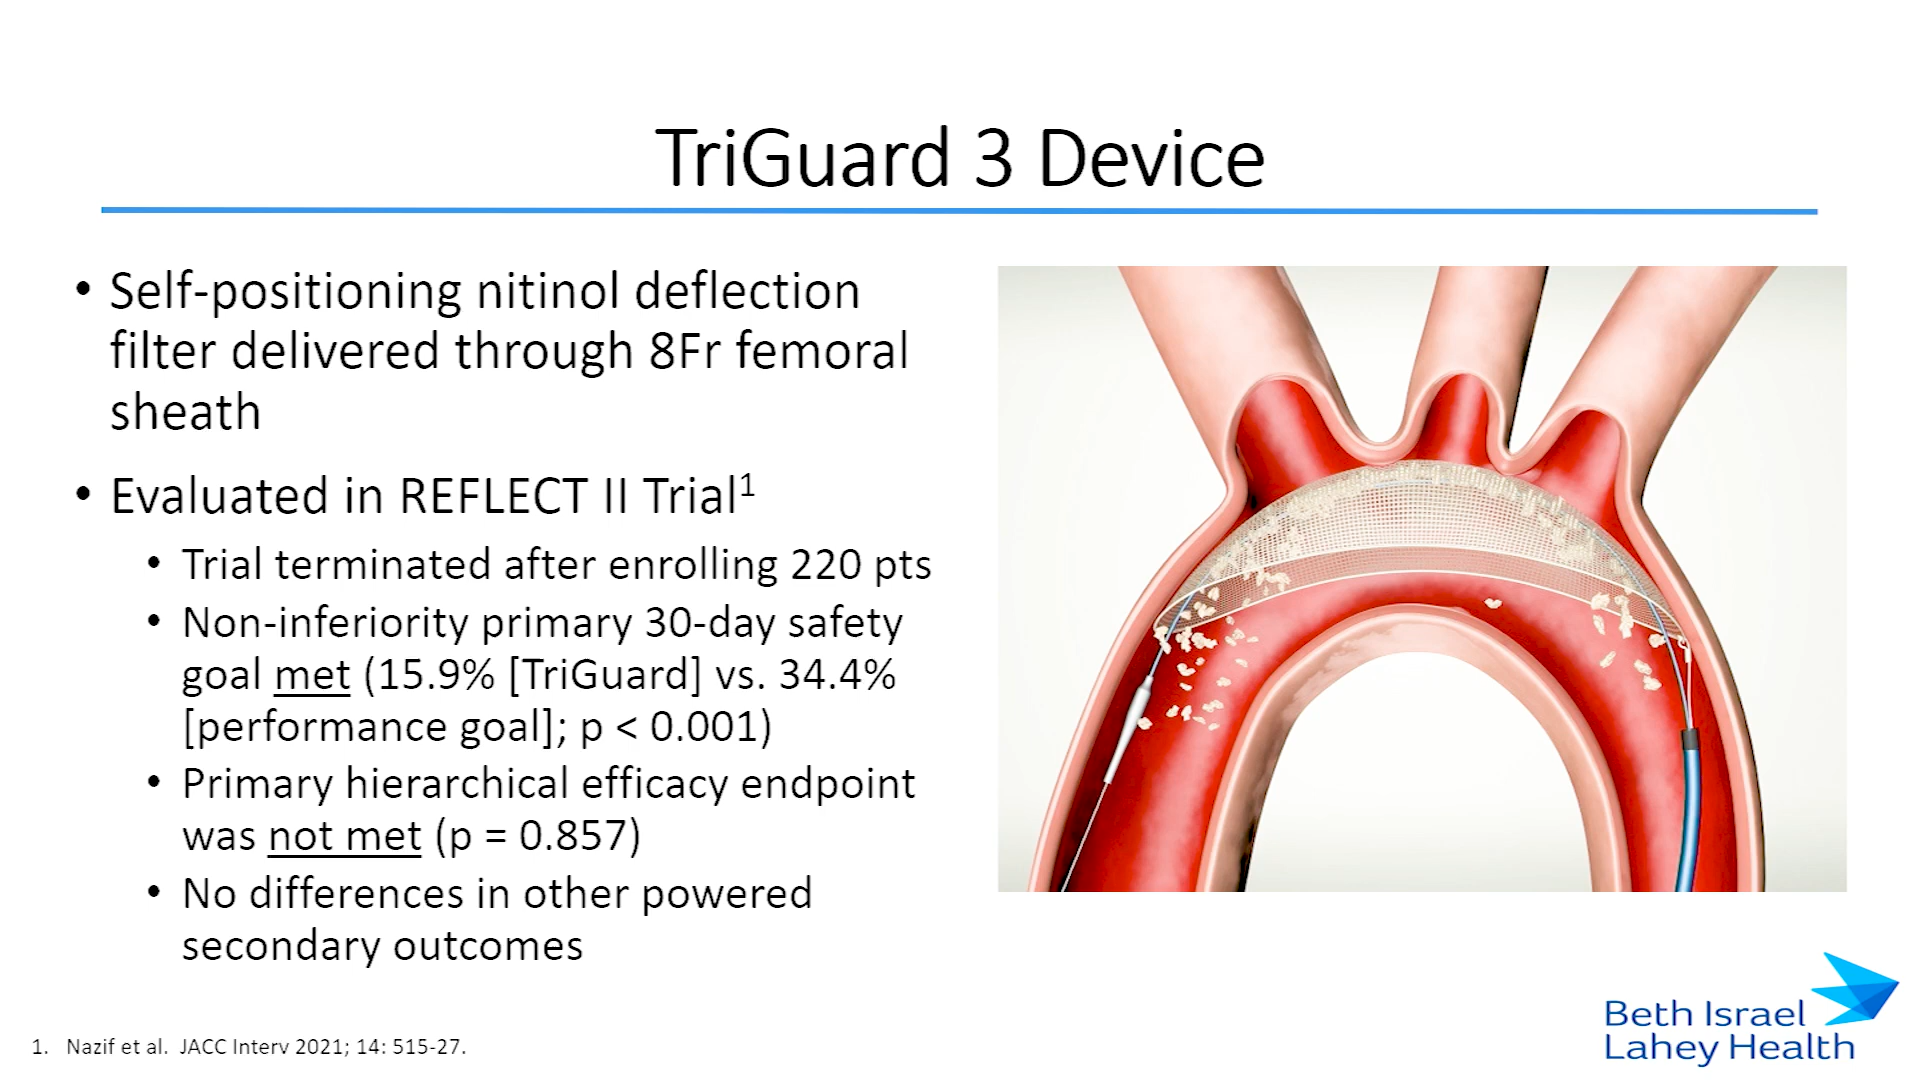 TriGuard 3 Device
• Self-positioning nitinol deflection
filter delivered through 8Fr femoral
sheath
• Evaluated in REFLECT II Trial¹
• Trial terminated after enrolling 220 pts
• Non-inferiority primary 30-day safety
goal met (15.9% [TriGuard] vs. 34.4%
[performance goal]; p < 0.001)
• Primary hierarchical efficacy endpoint
was not met (p = 0.857)
• No differences in other powered
secondary outcomes
1. Nazif et al. JACC Interv 2021; 14: 515-27.
Beth Israel
Lahey Health